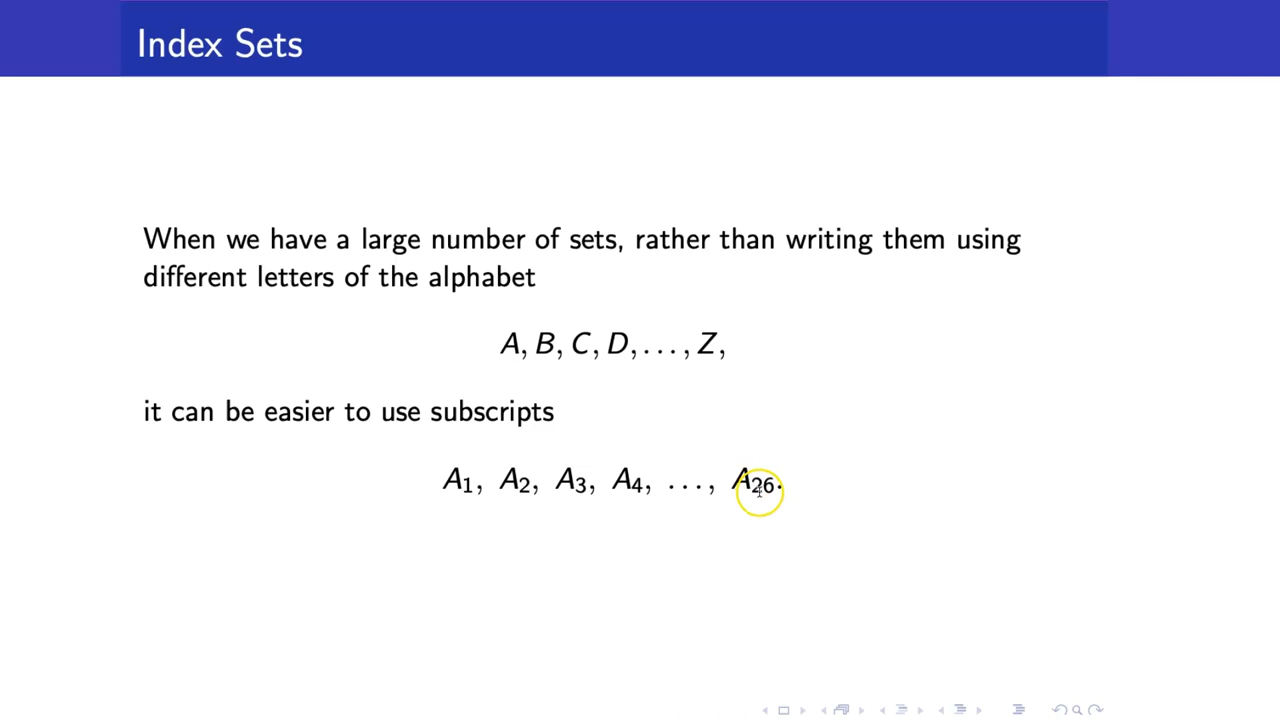 Index Sets
When we have a large number of sets, rather than writing them using
different letters of the alphabet
A, B, C, D, . . . , Z,
it can be easier to use subscripts
A₁, A₂, A₃, A₄, . . . , A₂₆.